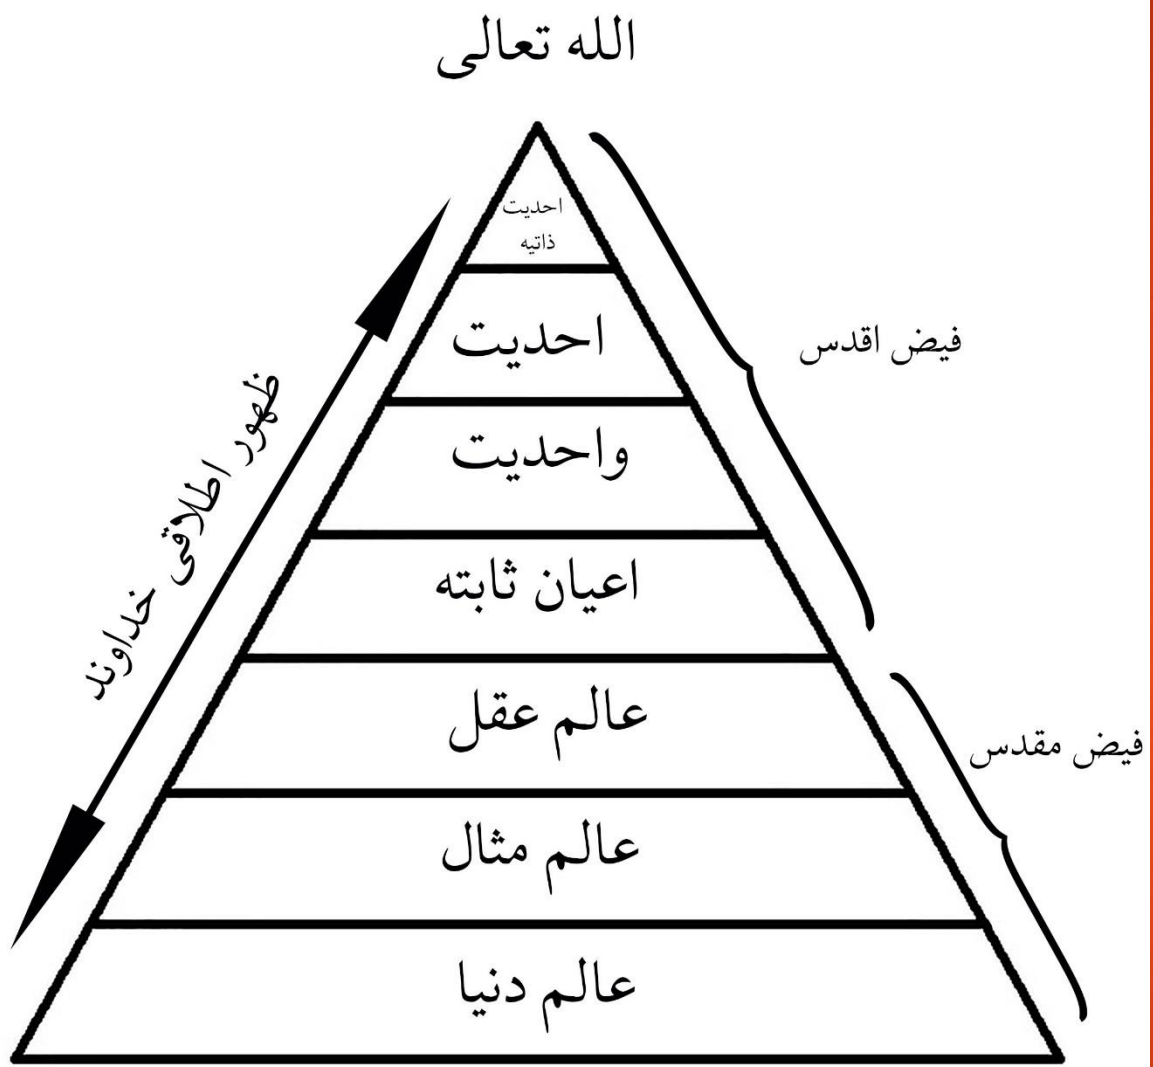 الله تعالی
احدیت
ذاتیه
احدیت
واحدیت
اعیان ثابته
عالم عقل
عالم مثال
عالم دنیا
فیض اقدس
فیض مقدس
ظهور اطلاقی خداوند